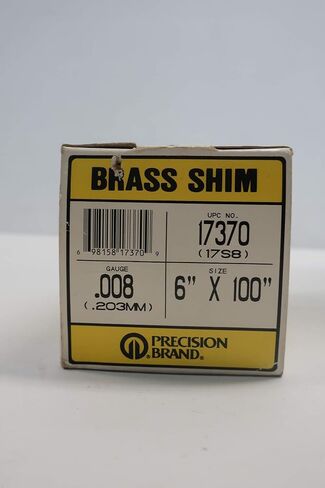 BRASS SHIM
UPC NO.
17370
(17S8)
6 98158 17370 9
GAUGE
.008
(.203MM)
SIZE
6" X 100"
PRECISION
BRAND®